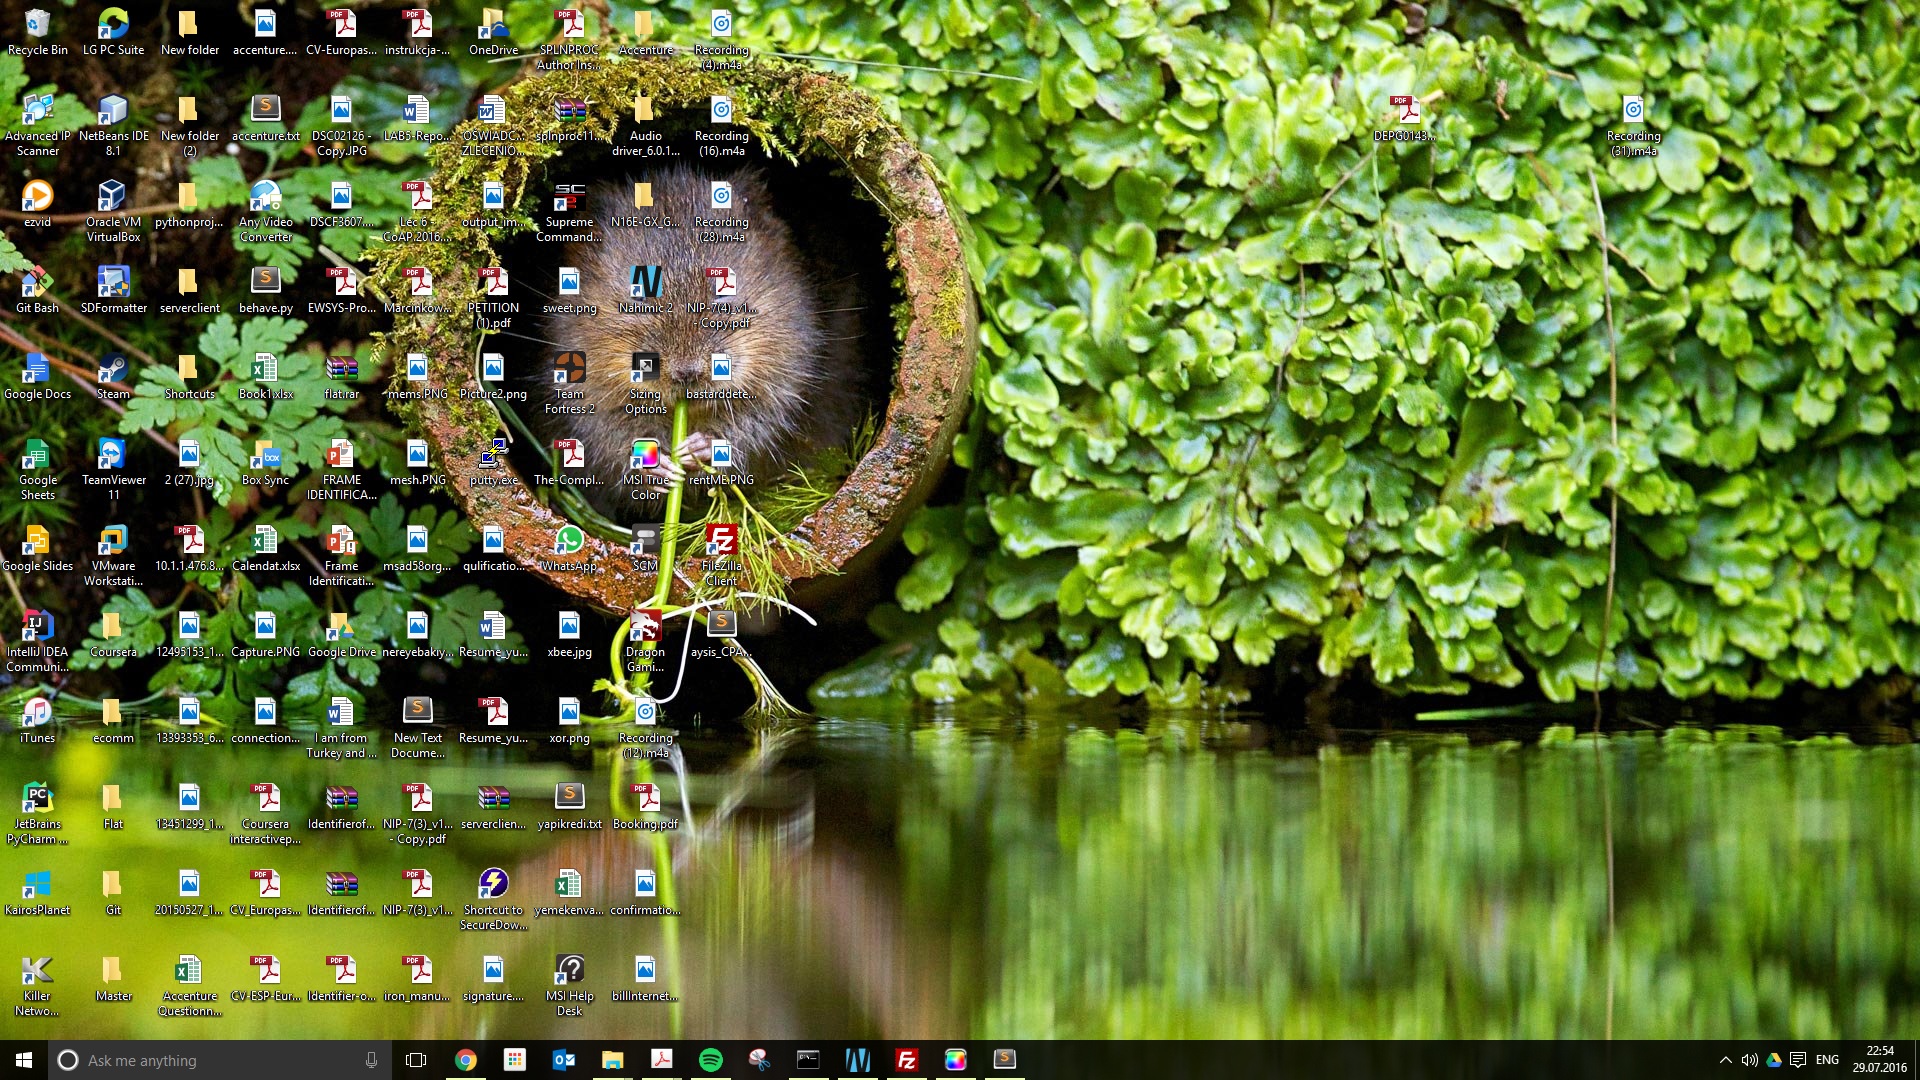 Recycle Bin
LG PC Suite
New folder
accenture....
CV-Europas...
instrukcja-...
OneDrive
SPLNPROC
Author Ins...
Accenture
Recording
(4).m4a
Advanced IP
Scanner
NetBeans IDE
8.1
New folder
(2)
accenture.txt
DSC02126 -
Copy.JPG
LAB5-Repo...
OSWIADC...
ZLECENIO...
splnproc11...
Audio
driver_6.0.1...
Recording
(16).m4a
DEPG0143...
Recording
(31).m4a
ezvid
Oracle VM
VirtualBox
pythonproj...
Any Video
Converter
DSCF3607....
Lec 6 -
CoAP.2016....
output_im...
Supreme
Command...
N16E-GX_G...
Recording
(28).m4a
Git Bash
SDFormatter
serverclient
behave.py
EWSYS-Pro...
Marcinkow...
PETITION
(1).pdf
sweet.png
Nahimic 2
NIP-7(4)_v1...
- Copy.pdf
Google Docs
Steam
Shortcuts
Book1.xlsx
flat.rar
mems.PNG
Picture2.png
Team
Fortress 2
Sizing
Options
bastarddete...
Google
Sheets
TeamViewer
11
2 (27).jpg
Box Sync
FRAME
IDENTIFICA...
mesh.PNG
putty.exe
The-Compl...
MSI True
Color
rentME.PNG
Google Slides
VMware
Workstati...
10.1.1.476.8...
Calendat.xlsx
Frame
Identificati...
msad58org...
qulificatio...
WhatsApp
SCM
FileZilla
Client
IntelliJ IDEA
Communi...
Coursera
12495153_1...
Capture.PNG
Google Drive
nereyebakiy...
Resume_yu...
xbee.jpg
Dragon
Gami...
aysis_CPA...
iTunes
ecomm
13393353_6...
connection...
I am from
Turkey and ...
New Text
Docume...
Resume_yu...
xor.png
Recording
(12).m4a
JetBrains
PyCharm ...
Flat
13451299_1...
Coursera
interactivep...
Identifierof...
NIP-7(3)_v1...
- Copy.pdf
serverclien...
yapikredi.txt
Booking.pdf
KairosPlanet
Git
20150527_1...
CV_Europas...
Identifierof...
NIP-7(3)_v1...
Shortcut to
SecureDow...
yemekenva...
confirmatio...
Killer
Netwo...
Master
Accenture
Questionn...
CV-ESP-Eur...
Identifier-o...
iron_manu...
signature....
MSI Help
Desk
billInternet...
Ask me anything
ENG
22:54
29.07.2016